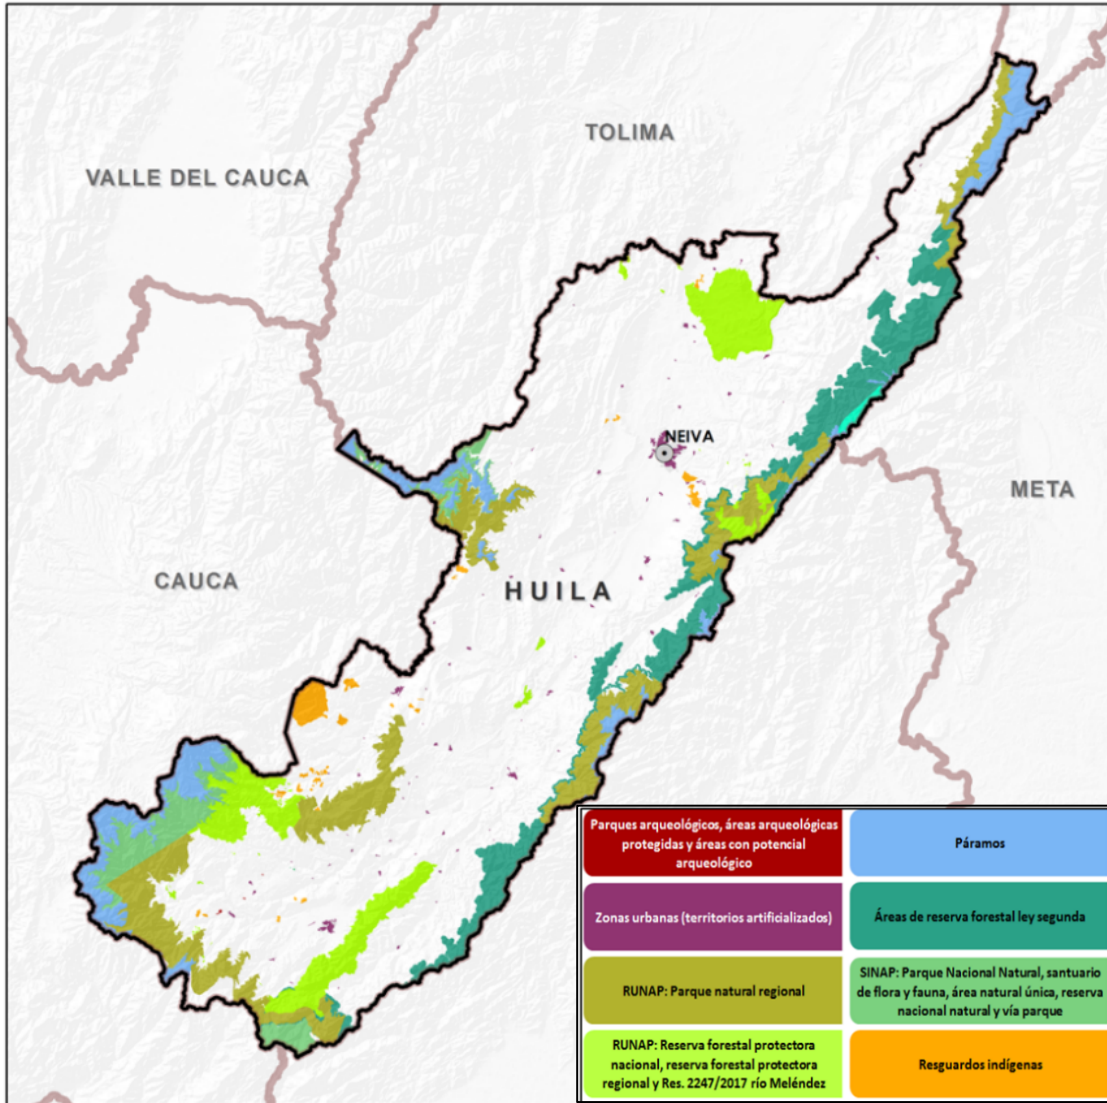 TOLIMA
VALLE DEL CAUCA
NEIVA
META
CAUCA
HUILA
Parques arqueológicos, áreas arqueológicas
protegidas y áreas con potencial
arqueológico
Páramos
Zonas urbanas (territorios artificializados)
Áreas de reserva forestal ley segunda
RUNAP: Parque natural regional
SINAP: Parque Nacional Natural, santuario
de flora y fauna, área natural única, reserva
nacional natural y vía parque
RUNAP: Reserva forestal protectora
nacional, reserva forestal protectora
regional y Res. 2247/2017 río Meléndez
Resguardos indígenas